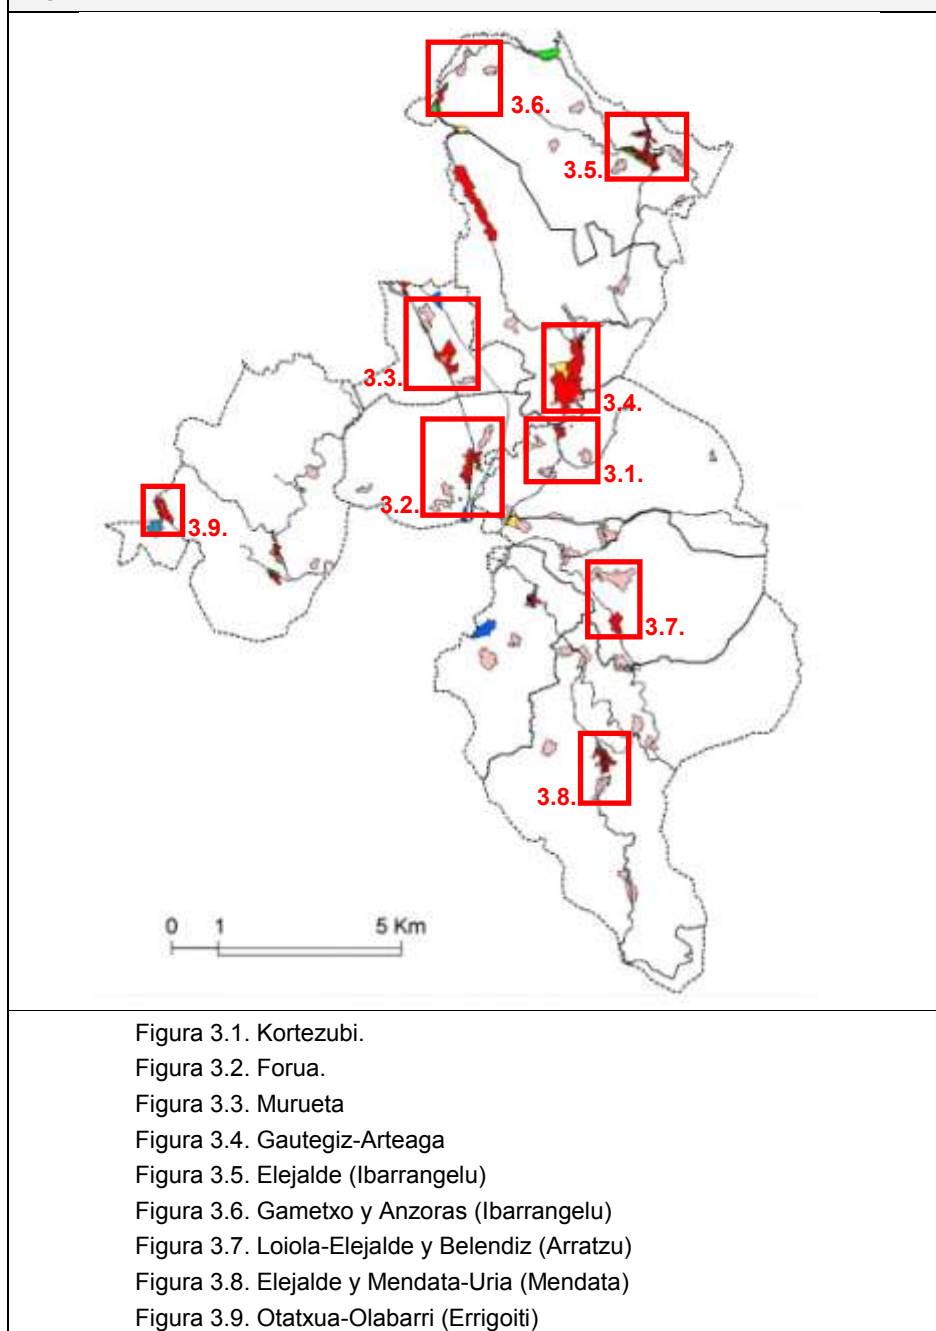 3.6.
3.5.
3.3.
3.4.
3.1.
3.2.
3.9.
3.7.
3.8.
0 1 5 Km
Figura 3.1. Kortezubi.
Figura 3.2. Forua.
Figura 3.3. Murueta
Figura 3.4. Gautegiz-Arteaga
Figura 3.5. Elejalde (Ibarrangelu)
Figura 3.6. Gametxo y Anzoras (Ibarrangelu)
Figura 3.7. Loiola-Elejalde y Belendiz (Arratzu)
Figura 3.8. Elejalde y Mendata-Uria (Mendata)
Figura 3.9. Otatxua-Olabarri (Errigoiti)